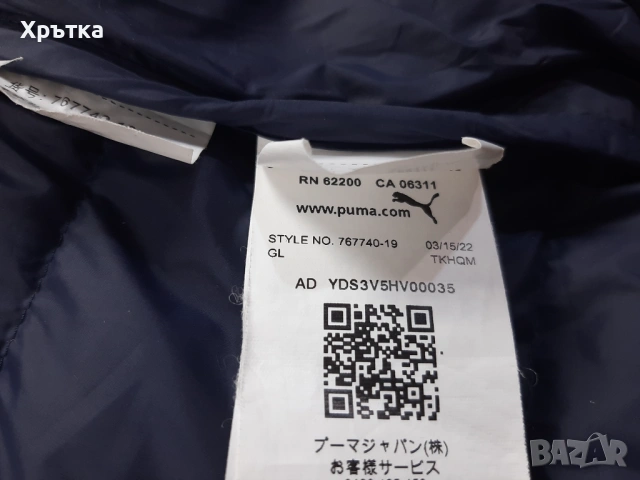 Хрътка
RN 62200 CA 06311
www.puma.com
STYLE NO. 767740-19 03/15/22
GL TKHQM
AD YDS3V5HV00035
プーマジャパン(株)
お客様サービス
BAZAR